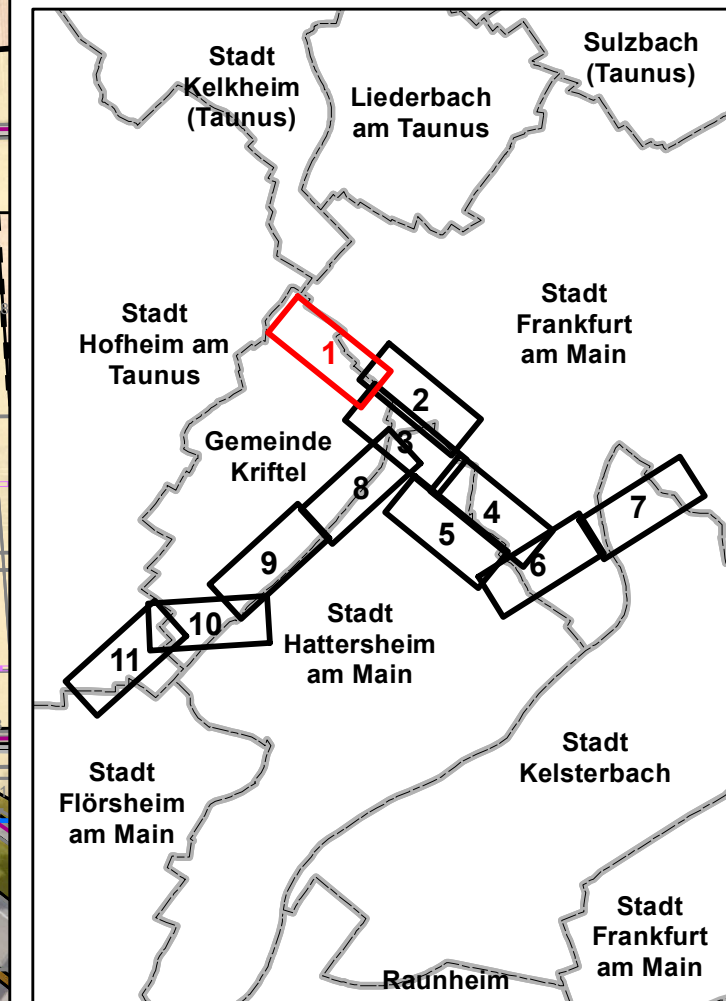 Sulzbach
(Taunus)
Stadt
Kelkheim
(Taunus)
Liederbach
am Taunus
Stadt
Frankfurt
am Main
Stadt
Hofheim am
Taunus
1
2
3
Gemeinde
Kriftel
8
4
7
5
6
9
10
Stadt
Hattersheim
am Main
11
Stadt
Kelsterbach
Stadt
Flörsheim
am Main
Stadt
Frankfurt
am Main
Raunheim